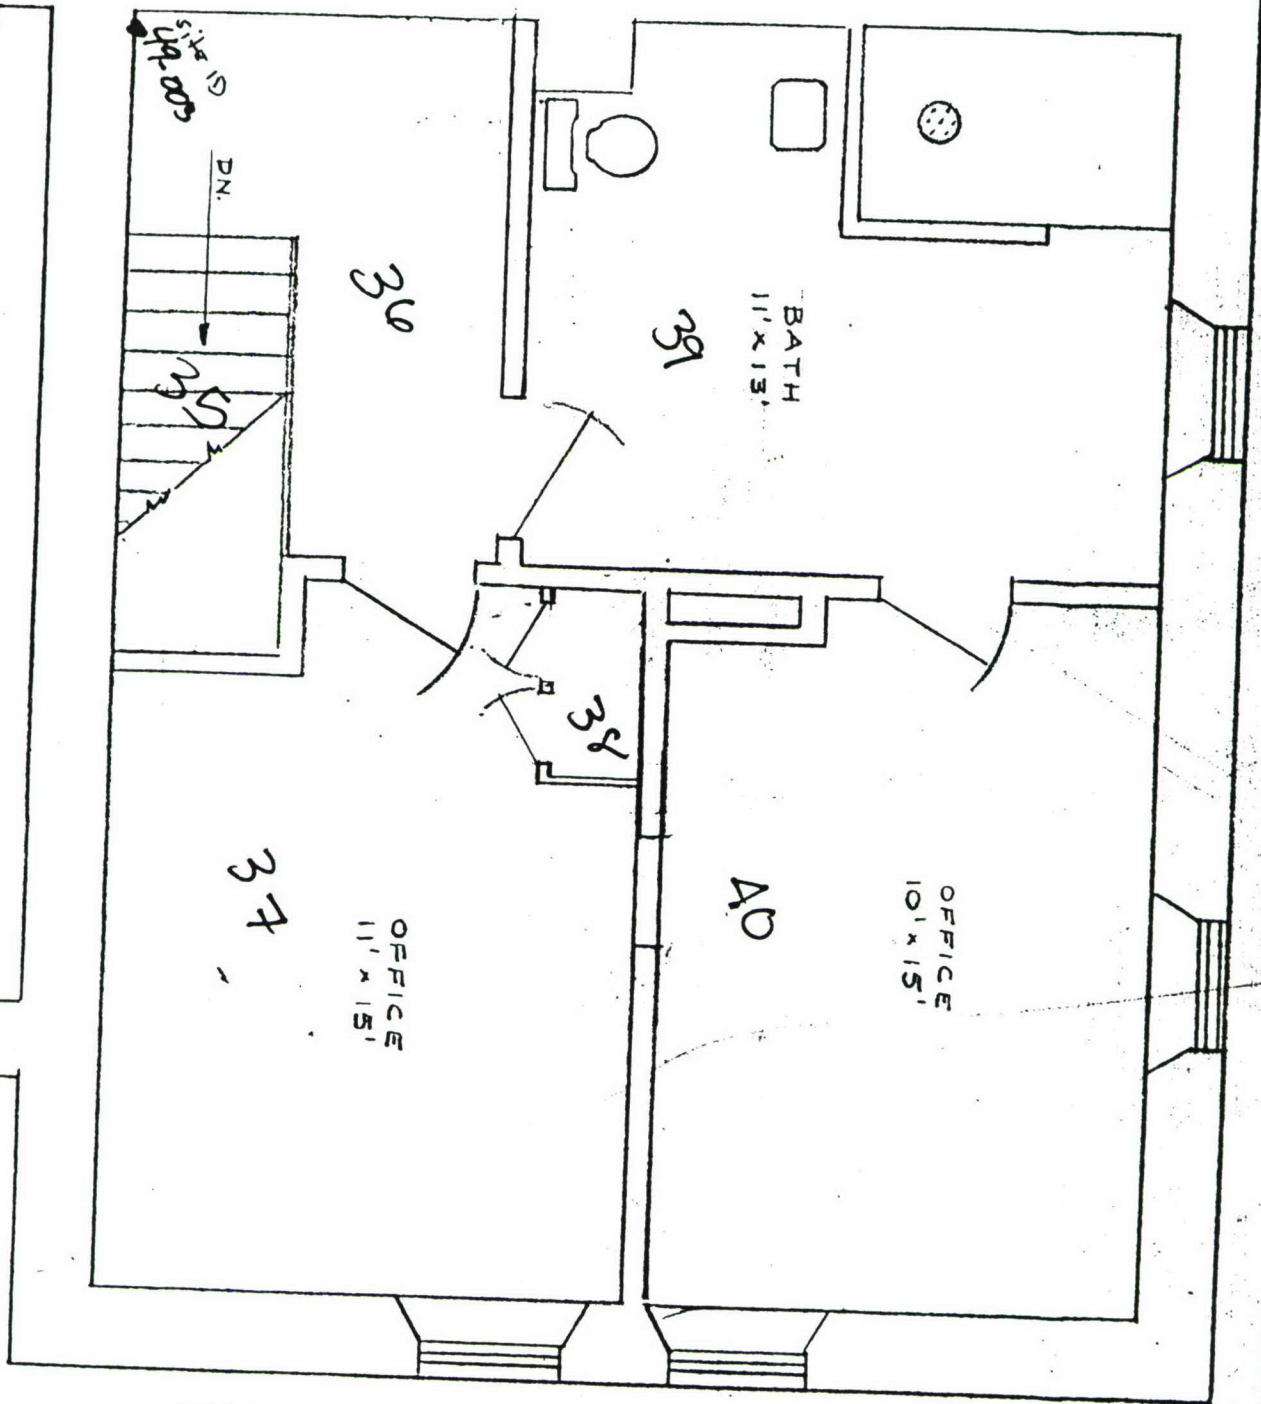 Site ID
49.003
DN.
35
36
BATH
11' x 13'
39
38
37
OFFICE
11' x 15'
40
OFFICE
10' x 15'